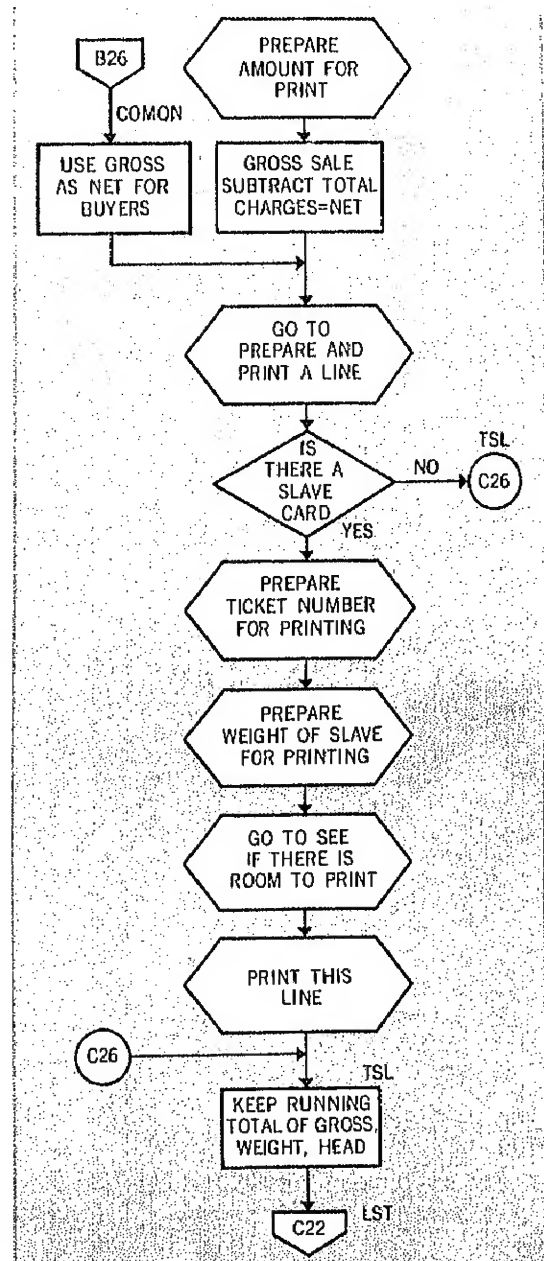 B26
COMON
USE GROSS
AS NET FOR
BUYERS
PREPARE
AMOUNT FOR
PRINT
GROSS SALE
SUBTRACT TOTAL
CHARGES=NET
GO TO
PREPARE AND
PRINT A LINE
IS
THERE A
SLAVE
CARD
NO
TSL
C26
YES
PREPARE
TICKET NUMBER
FOR PRINTING
PREPARE
WEIGHT OF SLAVE
FOR PRINTING
GO TO SEE
IF THERE IS
ROOM TO PRINT
PRINT THIS
LINE
C26
TSL
KEEP RUNNING
TOTAL OF GROSS,
WEIGHT, HEAD
C22
LST